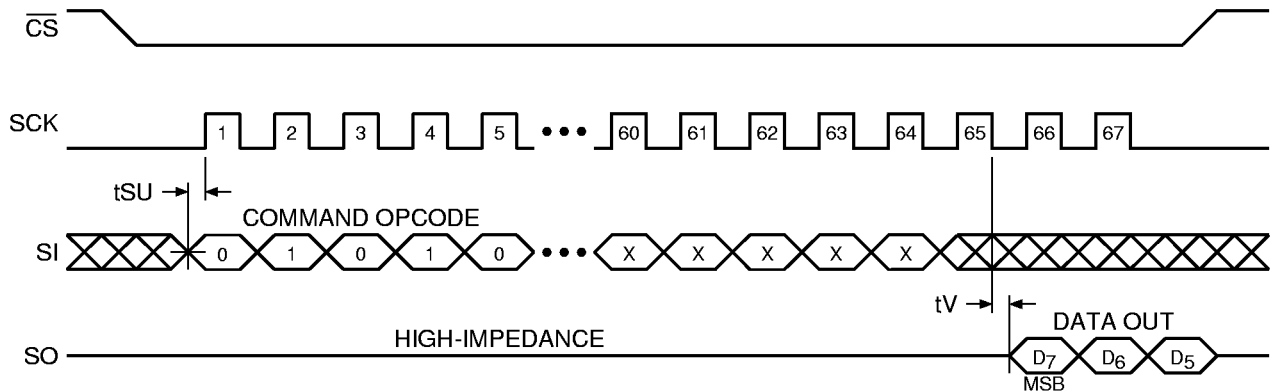 CS
SCK 1 2 3 4 5 ••• 60 61 62 63 64 65 66 67
tSU
COMMAND OPCODE
SI 0 1 0 1 0 ••• X X X X X
tV
DATA OUT
HIGH-IMPEDANCE
SO D7 D6 D5
MSB